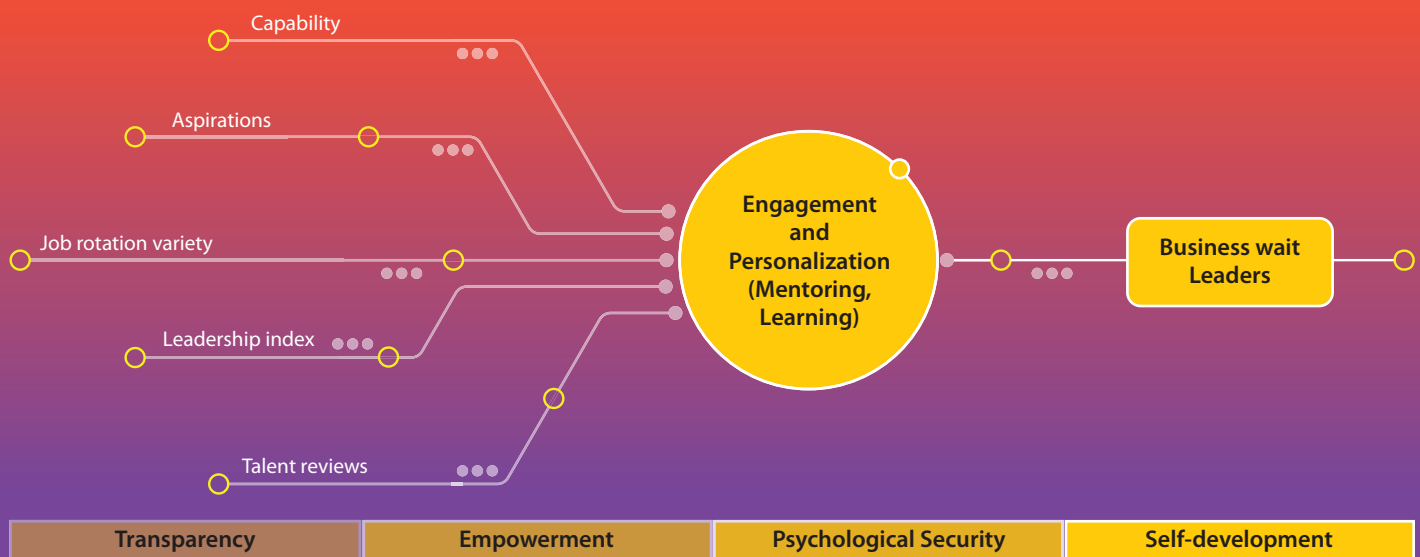 Capability
Aspirations
Job rotation variety
Leadership index
Talent reviews
Engagement
and
Personalization
(Mentoring,
Learning)
Business wait
Leaders
Transparency
Empowerment
Psychological Security
Self-development